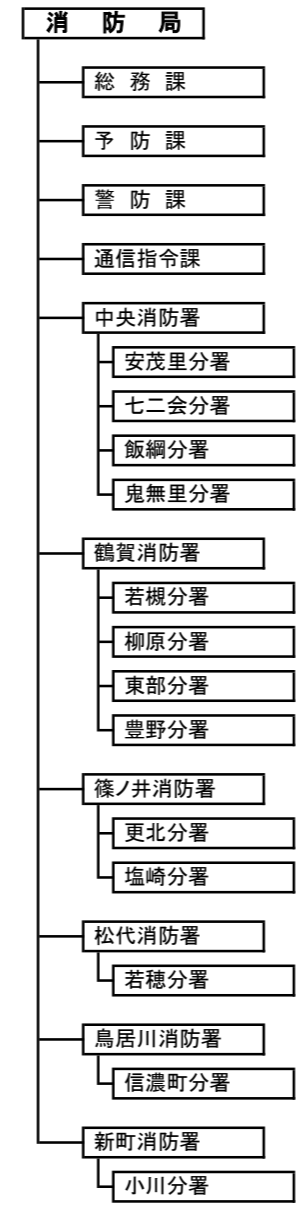 消防局
総務課
予防課
警防課
通信指令課
中央消防署
安茂里分署
七二会分署
飯綱分署
鬼無里分署
鶴賀消防署
若槻分署
柳原分署
東部分署
豊野分署
篠ノ井消防署
更北分署
塩崎分署
松代消防署
若穂分署
鳥居川消防署
信濃町分署
新町消防署
小川分署